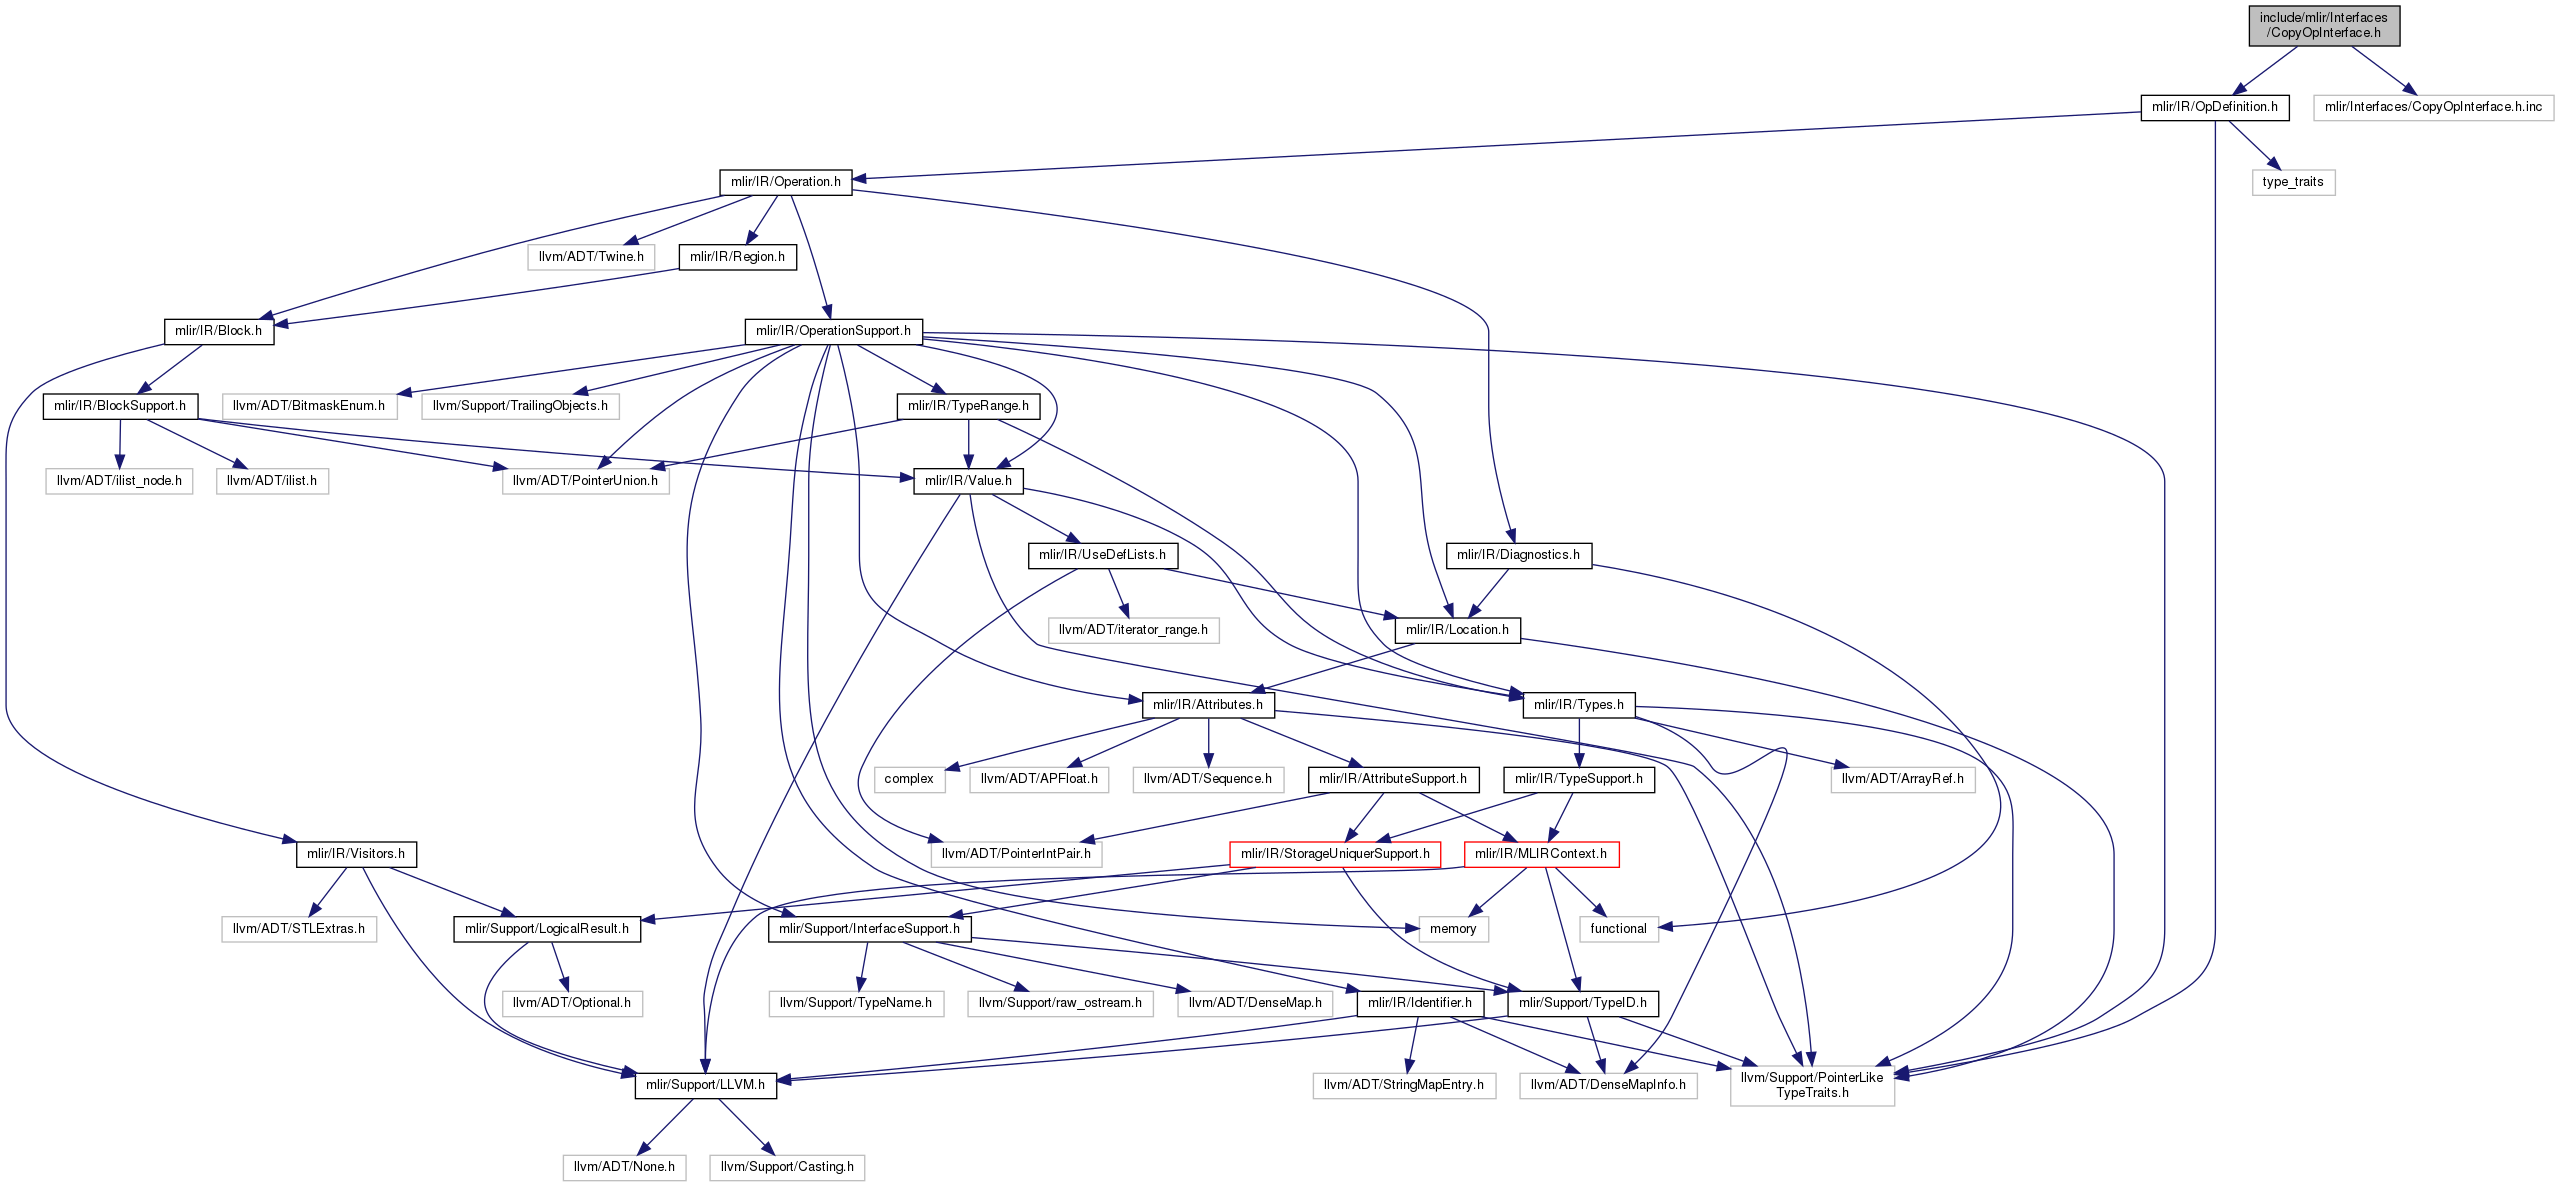 include/mlir/Interfaces
/CopyOpInterface.h
mlir/IR/OpDefinition.h
mlir/Interfaces/CopyOpInterface.h.inc
mlir/IR/Operation.h
type_traits
llvm/ADT/Twine.h
mlir/IR/Region.h
mlir/IR/Block.h
mlir/IR/OperationSupport.h
mlir/IR/BlockSupport.h
llvm/ADT/BitmaskEnum.h
llvm/Support/TrailingObjects.h
mlir/IR/TypeRange.h
llvm/ADT/ilist_node.h
llvm/ADT/ilist.h
llvm/ADT/PointerUnion.h
mlir/IR/Value.h
mlir/IR/UseDefLists.h
mlir/IR/Diagnostics.h
llvm/ADT/iterator_range.h
mlir/IR/Location.h
mlir/IR/Attributes.h
mlir/IR/Types.h
complex
llvm/ADT/APFloat.h
llvm/ADT/Sequence.h
mlir/IR/AttributeSupport.h
mlir/IR/TypeSupport.h
llvm/ADT/ArrayRef.h
mlir/IR/Visitors.h
llvm/ADT/PointerIntPair.h
mlir/IR/StorageUniquerSupport.h
mlir/IR/MLIRContext.h
llvm/ADT/STLExtras.h
mlir/Support/LogicalResult.h
mlir/Support/InterfaceSupport.h
memory
functional
llvm/ADT/Optional.h
llvm/Support/TypeName.h
llvm/Support/raw_ostream.h
llvm/ADT/DenseMap.h
mlir/IR/Identifier.h
mlir/Support/TypeID.h
mlir/Support/LLVM.h
llvm/ADT/StringMapEntry.h
llvm/ADT/DenseMapInfo.h
llvm/Support/PointerLike
TypeTraits.h
llvm/ADT/None.h
llvm/Support/Casting.h